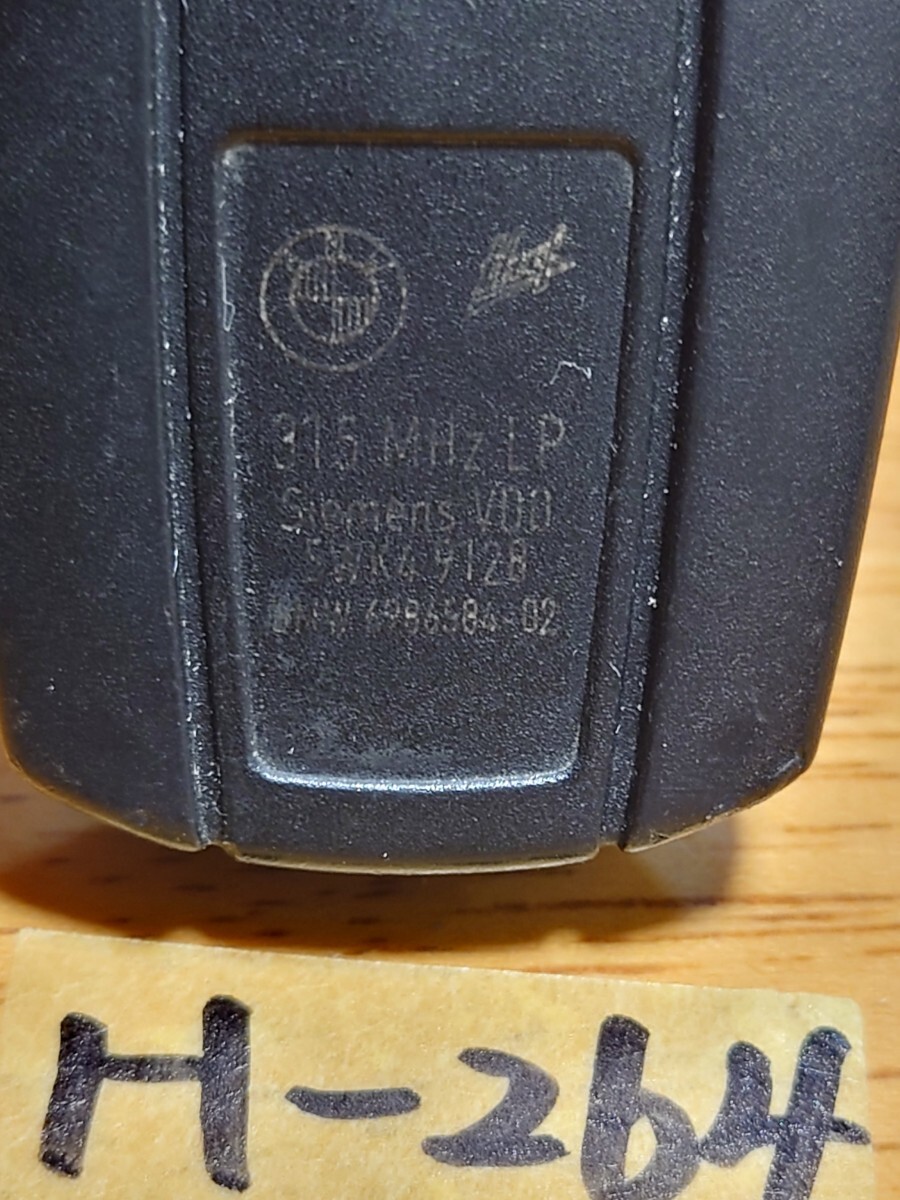 315 MHz LP
Siemens VDO
5WK4 9128
BMW 6986584-02
H-264